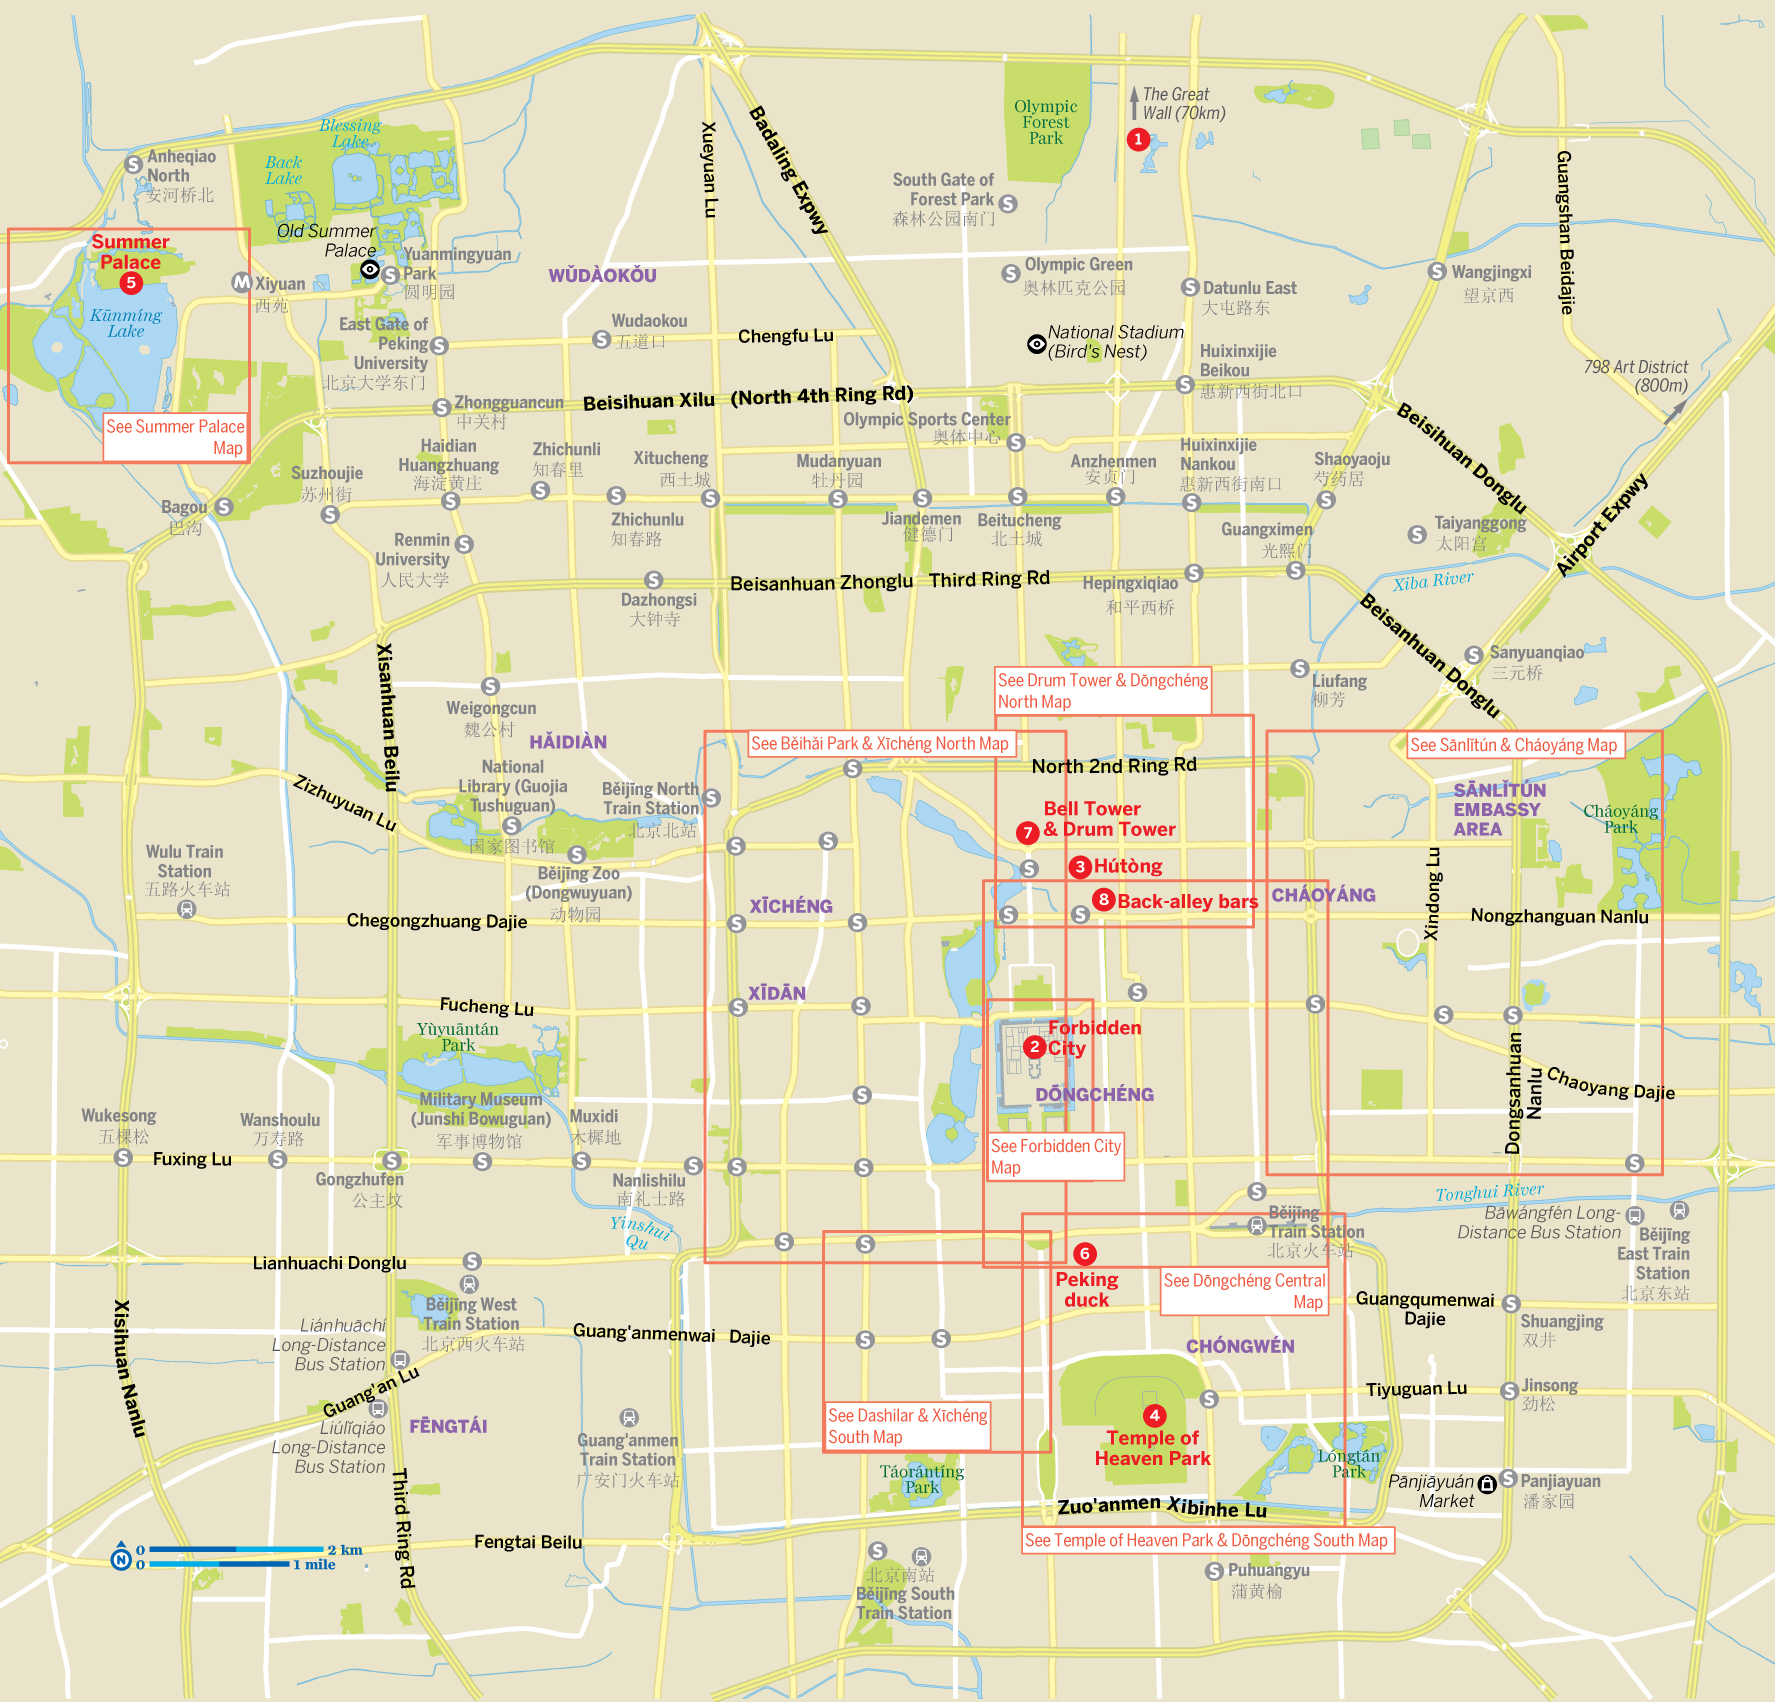 Blessing
Lake
Back
Lake
Anheqiao
North
安河桥北
Old Summer
Palace
Yuanmingyuan
Park
圆明园
Summer
Palace
5
Kūnmíng
Lake
M
Xiyuan
西苑
See Summer Palace
Map
Xueyuan Lu
Badaling Expwy
Olympic
Forest
Park
The Great
Wall (70km)
1
South Gate of
Forest Park
森林公园南门
Guangshan Beidajie
WǓDÀOKǑU
Olympic Green
奥林匹克公园
Datunlu East
大屯路东
Wangjingxi
望京西
East Gate of
Peking
University
北京大学东门
Wudaokou
五道口
Chengfu Lu
National Stadium
(Bird's Nest)
Huixinxijie
Beikou
惠新西街北口
798 Art District
(800m)
Zhongguancun
中关村
Beisihuan Xilu (North 4th Ring Rd)
Olympic Sports Center
奥体中心
Beisihuan Donglu
Airport Expwy
Suzhoujie
苏州街
Haidian
Huangzhuang
海淀黄庄
Zhichunli
知春里
Xitucheng
西土城
Mudanyuan
牡丹园
Anzhenmen
安贞门
Huixinxijie
Nankou
惠新西街南口
Shaoyaoju
芍药居
Bagou
巴沟
Zhichunlu
知春路
Jiandemen
健德门
Beitucheng
北土城
Guangximen
光熙门
Taiyanggong
太阳宫
Renmin
University
人民大学
Dazhongsi
大钟寺
Beisanhuan Zhonglu Third Ring Rd
Hepingxiqiao
和平西桥
Xiba River
Beisanhuan Donglu
Sanyuanqiao
三元桥
Liufang
柳芳
Xisanhuan Beilu
Weigongcun
魏公村
HǍIDIÀN
See Drum Tower & Dōngchéng
North Map
See Běihǎi Park & Xīchéng North Map
See Sānlǐtún & Cháoyáng Map
North 2nd Ring Rd
Zizhuyuan Lu
National
Library (Guojia
Tushuguan)
国家图书馆
Běijīng North
Train Station
北京北站
Bell Tower
& Drum Tower
7
3
Hútòng
8
Back-alley bars
SĀNLǏTÚN
EMBASSY
AREA
Cháoyáng
Park
Wulu Train
Station
五路火车站
Běijīng Zoo
(Dongwuyuan)
动物园
XĪCHÉNG
CHÁOYÁNG
Xindong Lu
Nongzhanguan Nanlu
Chegongzhuang Dajie
XĪDĀN
Fucheng Lu
Yùyuāntán
Park
Forbidden
City
2
DŌNGCHÉNG
Dongsanhuan
Nanlu
Chaoyang Dajie
Wukesong
五棵松
Wanshoulu
万寿路
Military Museum
(Junshi Bowuguan)
军事博物馆
Muxidi
木樨地
See Forbidden City
Map
Fuxing Lu
Gongzhufen
公主坟
Nanlishilu
南礼士路
Yinshui
Qu
Tonghui River
Běijīng
Train Station
北京火车站
Bāwángfén Long-
Distance Bus Station
Běijīng
East Train
Station
北京东站
Lianhuachi Donglu
6
Peking
duck
See Dōngchéng Central
Map
Guangqumenwai
Dajie
Shuangjing
双井
Běijīng West
Train Station
北京西火车站
Liánhuāchí
Long-Distance
Bus Station
Guang'anmenwai Dajie
CHÓNGWÉN
Xisihuan Nanlu
Guang'an Lu
Tiyuguan Lu
Jinsong
劲松
Liùlǐqiáo
Long-Distance
Bus Station
FĒNGTÁI
Guang'anmen
Train Station
广安门火车站
See Dashilar & Xīchéng
South Map
4
Temple of
Heaven Park
Lóngtán
Park
Táorántíng
Park
Pānjiāyuán
Market
Panjiayuan
潘家园
Third Ring Rd
Zuo'anmen Xibinhe Lu
Fengtai Beilu
See Temple of Heaven Park & Dōngchéng South Map
N
0 2 km
0 1 mile
北京南站
Běijīng South
Train Station
Puhuangyu
蒲黄榆